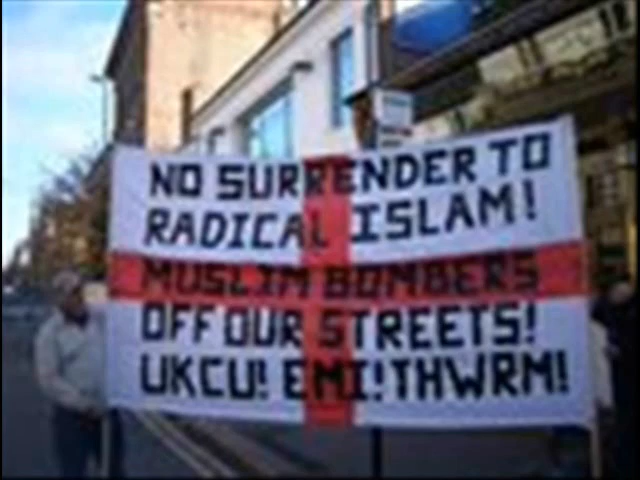 NO SURRENDER TO
RADICAL ISLAM!
MUSLIM BOMBERS
OFF OUR STREETS!
UKCU! EMI! THWRM!